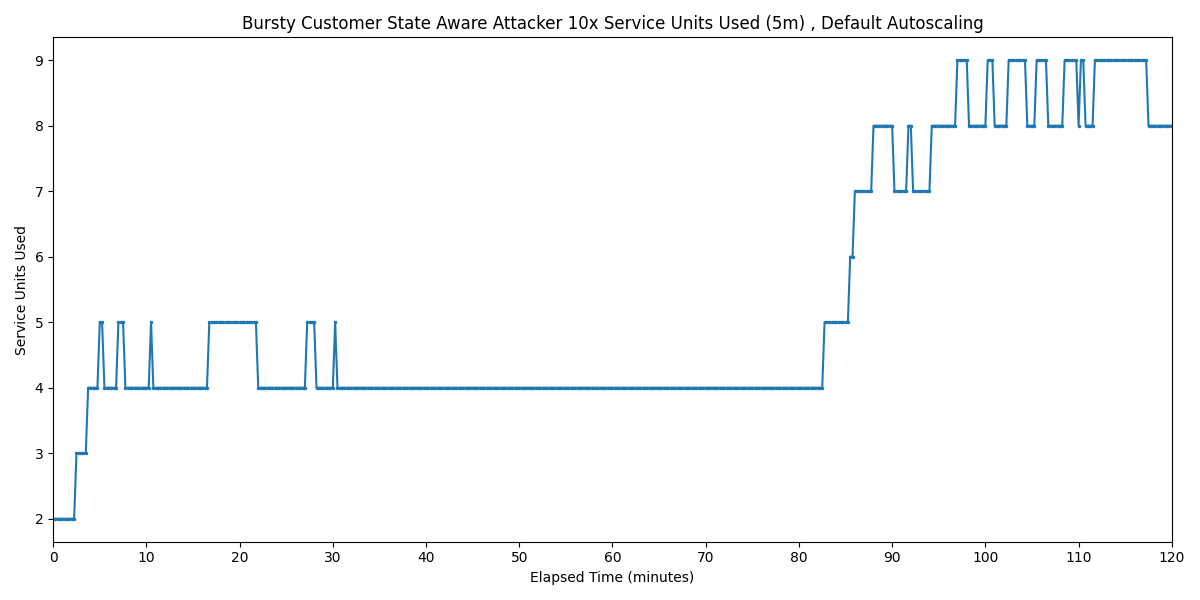 Bursty Customer State Aware Attacker 10x Service Units Used (5m) , Default Autoscaling
Service Units Used
9
8
7
6
5
4
3
2
0 10 20 30 40 50 60 70 80 90 100 110 120
Elapsed Time (minutes)